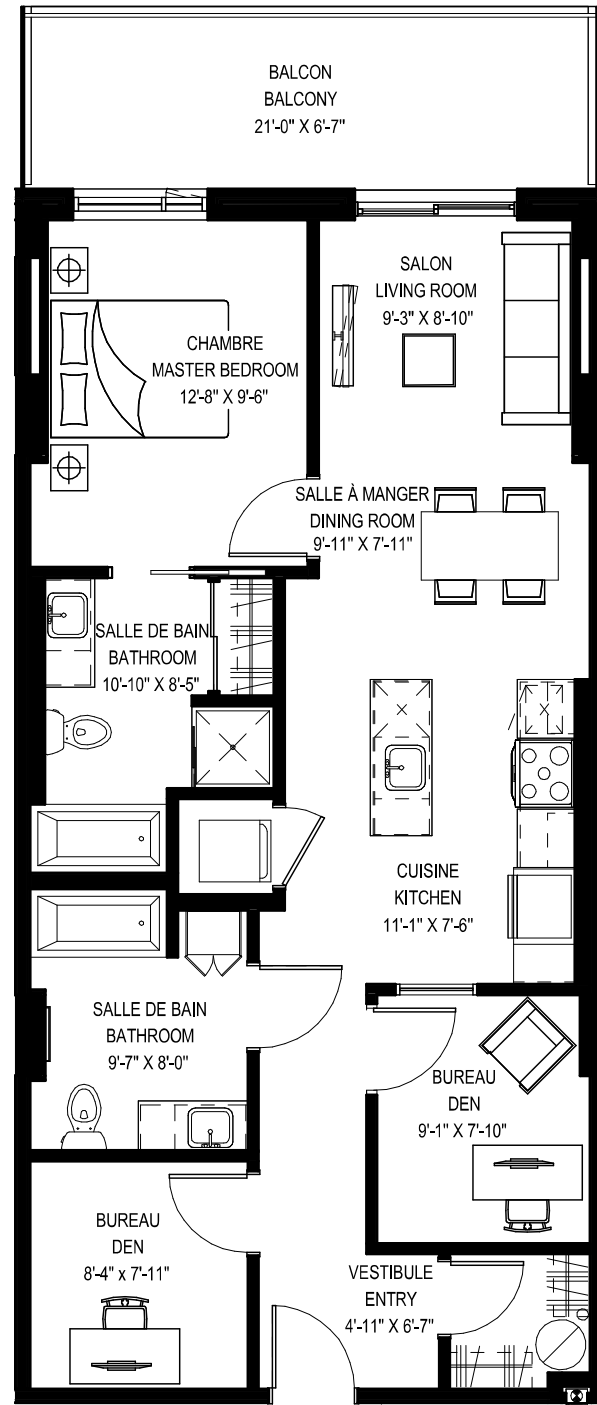 BALCON
BALCONY
21'-0" X 6'-7"
SALON
LIVING ROOM
9'-3" X 8'-10"
CHAMBRE
MASTER BEDROOM
12'-8" X 9'-6"
SALLE À MANGER
DINING ROOM
9'-11" X 7'-11"
SALLE DE BAIN
BATHROOM
10'-10" X 8'-5"
CUISINE
KITCHEN
11'-1" X 7'-6"
SALLE DE BAIN
BATHROOM
9'-7" X 8'-0"
BUREAU
DEN
9'-1" X 7'-10"
BUREAU
DEN
8'-4" x 7'-11"
VESTIBULE
ENTRY
4'-11" X 6'-7"